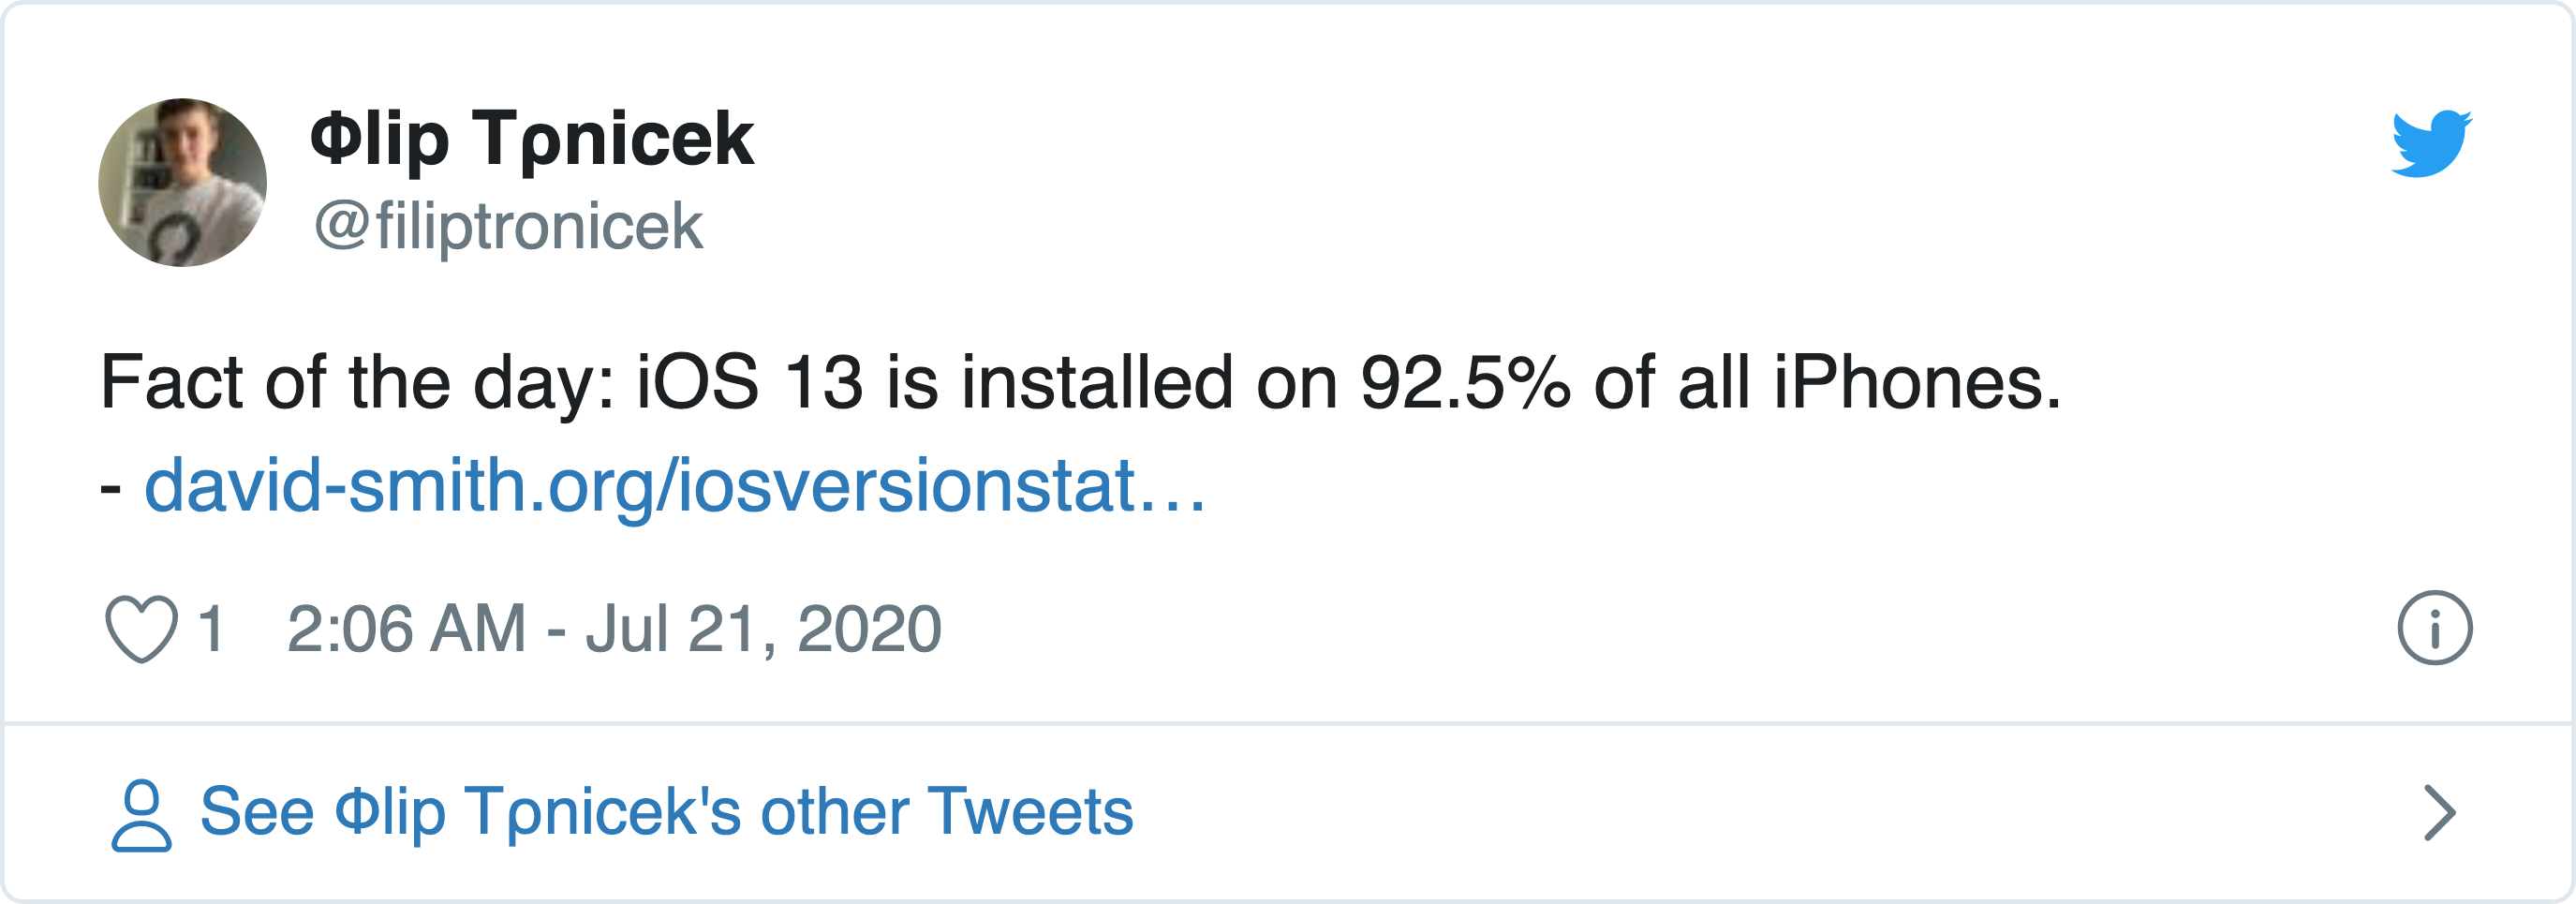 Φlip Tρnicek
@filiptronicek
Fact of the day: iOS 13 is installed on 92.5% of all iPhones.
- david-smith.org/iosversionstat…
1 2:06 AM - Jul 21, 2020
See Φlip Tρnicek's other Tweets